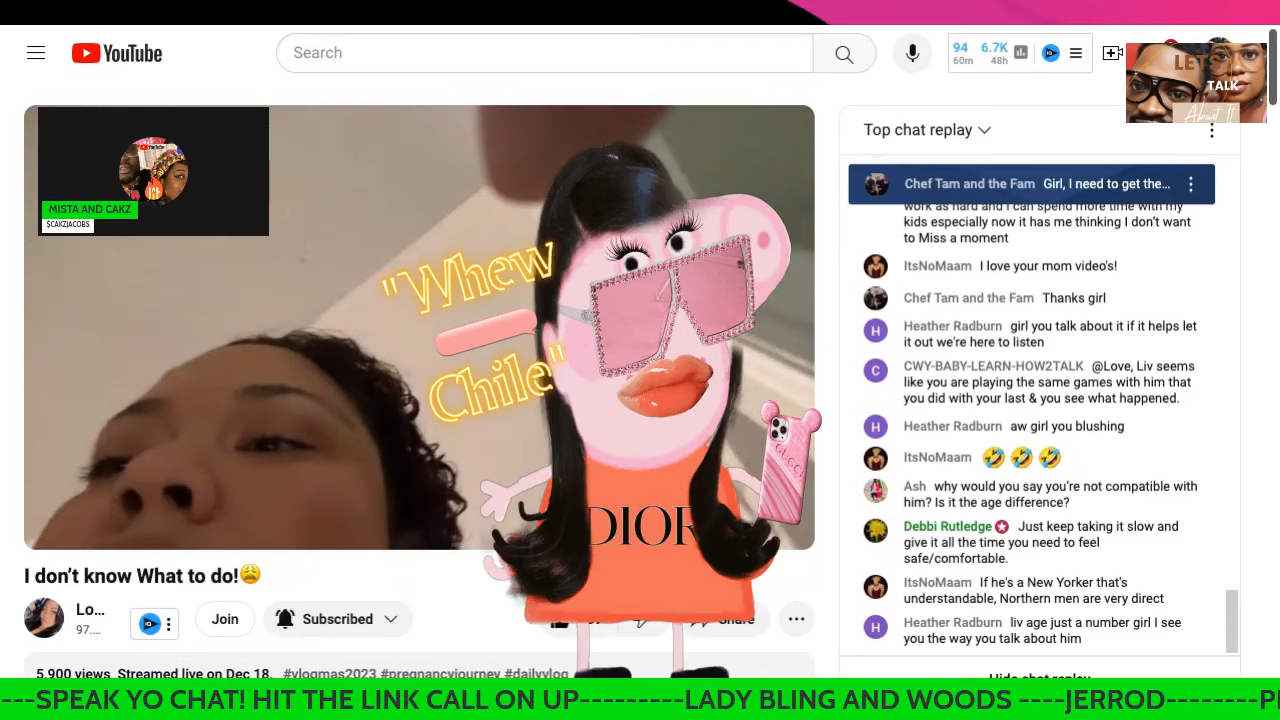 YouTube
Search
94 6.7K
60m 48h
LETS
TALK
About It
MISTA AND CAKZ
$CAKZJACOBS
"Whew
Chile"
DIOR
GUCCI
I don't know What to do!😩
Lo...
97....
Join
Subscribed
Share
5,900 views Streamed live on Dec 18, #vlogmas2023 #pregnancyjourney #dailyvlog
Top chat replay
Chef Tam and the Fam Girl, I need to get the...
work as hard and I can spend more time with my
kids especially now it has me thinking I don't want
to Miss a moment
ItsNoMaam I love your mom video's!
Chef Tam and the Fam Thanks girl
H
Heather Radburn girl you talk about it if it helps let
it out we're here to listen
C
CWY-BABY-LEARN-HOW2TALK @Love, Liv seems
like you are playing the same games with him that
you did with your last & you see what happened.
H
Heather Radburn aw girl you blushing
ItsNoMaam 🤣🤣🤣
Ash why would you say you're not compatible with
him? Is it the age difference?
Debbi Rutledge Just keep taking it slow and
give it all the time you need to feel
safe/comfortable.
ItsNoMaam If he's a New Yorker that's
understandable, Northern men are very direct
H
Heather Radburn liv age just a number girl I see
you the way you talk about him
Hide chat replay
---SPEAK YO CHAT! HIT THE LINK CALL ON UP---------LADY BLING AND WOODS ----JERROD--------P